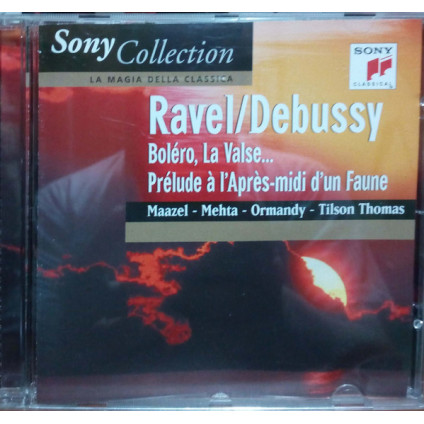 Sony Collection
LA MAGIA DELLA CLASSICA
SONY
CLASSICAL
Ravel/Debussy
Boléro, La Valse...
Prélude à l'Après-midi d'un Faune
Maazel - Mehta - Ormandy - Tilson Thomas